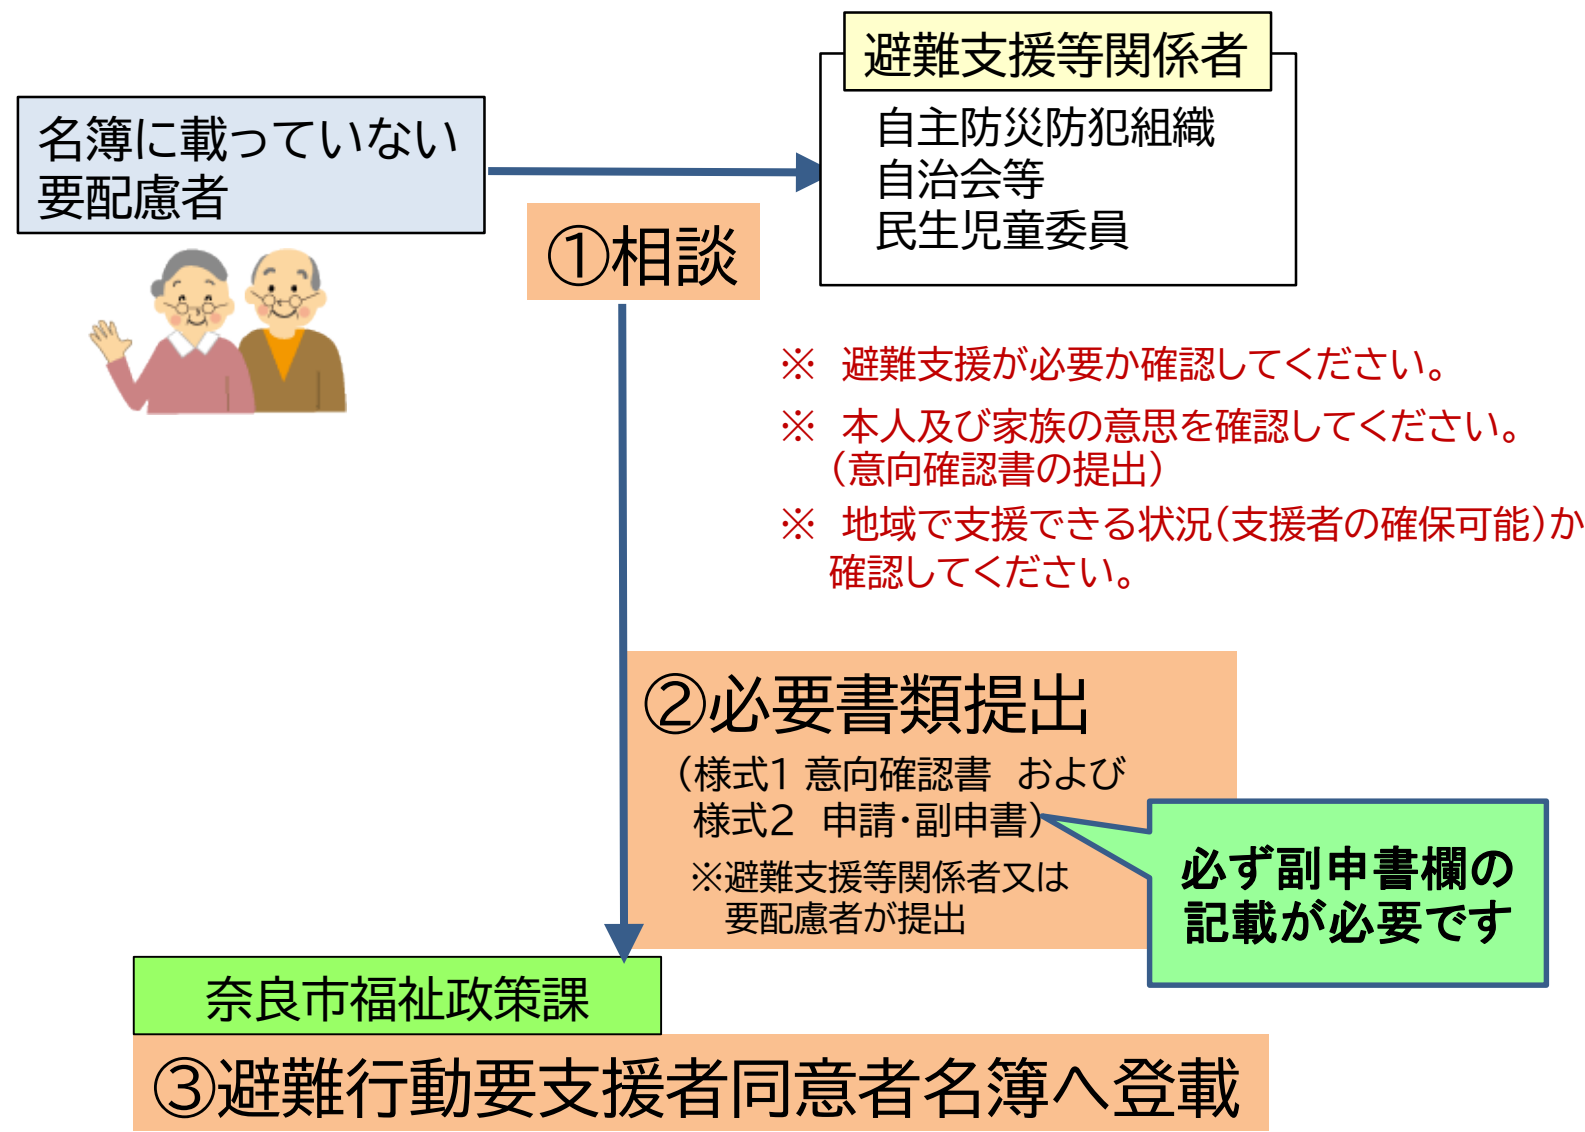 避難支援等関係者
自主防災防犯組織
自治会等
民生児童委員
名簿に載っていない
要配慮者
①相談
※ 避難支援が必要か確認してください。
※ 本人及び家族の意思を確認してください。
（意向確認書の提出）
※ 地域で支援できる状況（支援者の確保可能）か
確認してください。
②必要書類提出
（様式1 意向確認書 および
様式2 申請・副申書）
※避難支援等関係者又は
要配慮者が提出
必ず副申書欄の
記載が必要です
奈良市福祉政策課
③避難行動要支援者同意者名簿へ登載